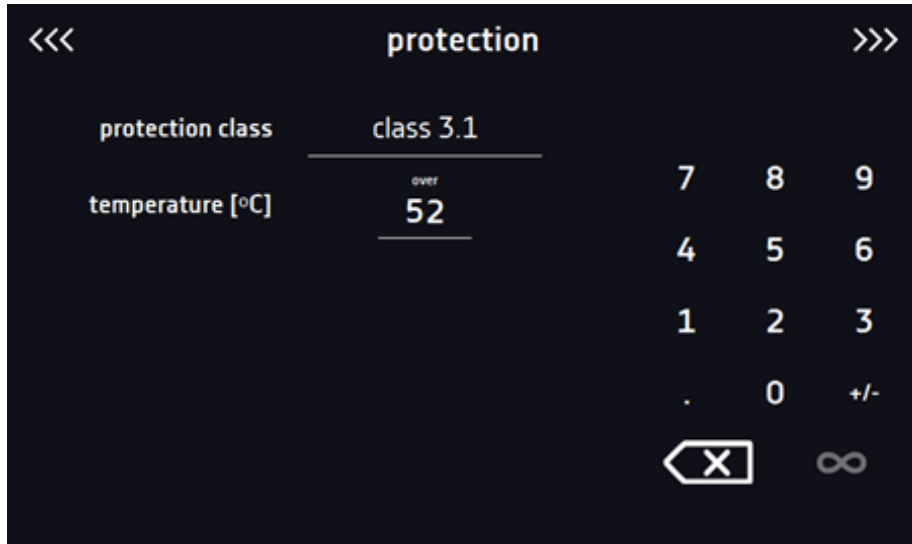 <<< protection >>>
protection class class 3.1
over
temperature [°C] 52
7 8 9
4 5 6
1 2 3
. 0 +/-
∞